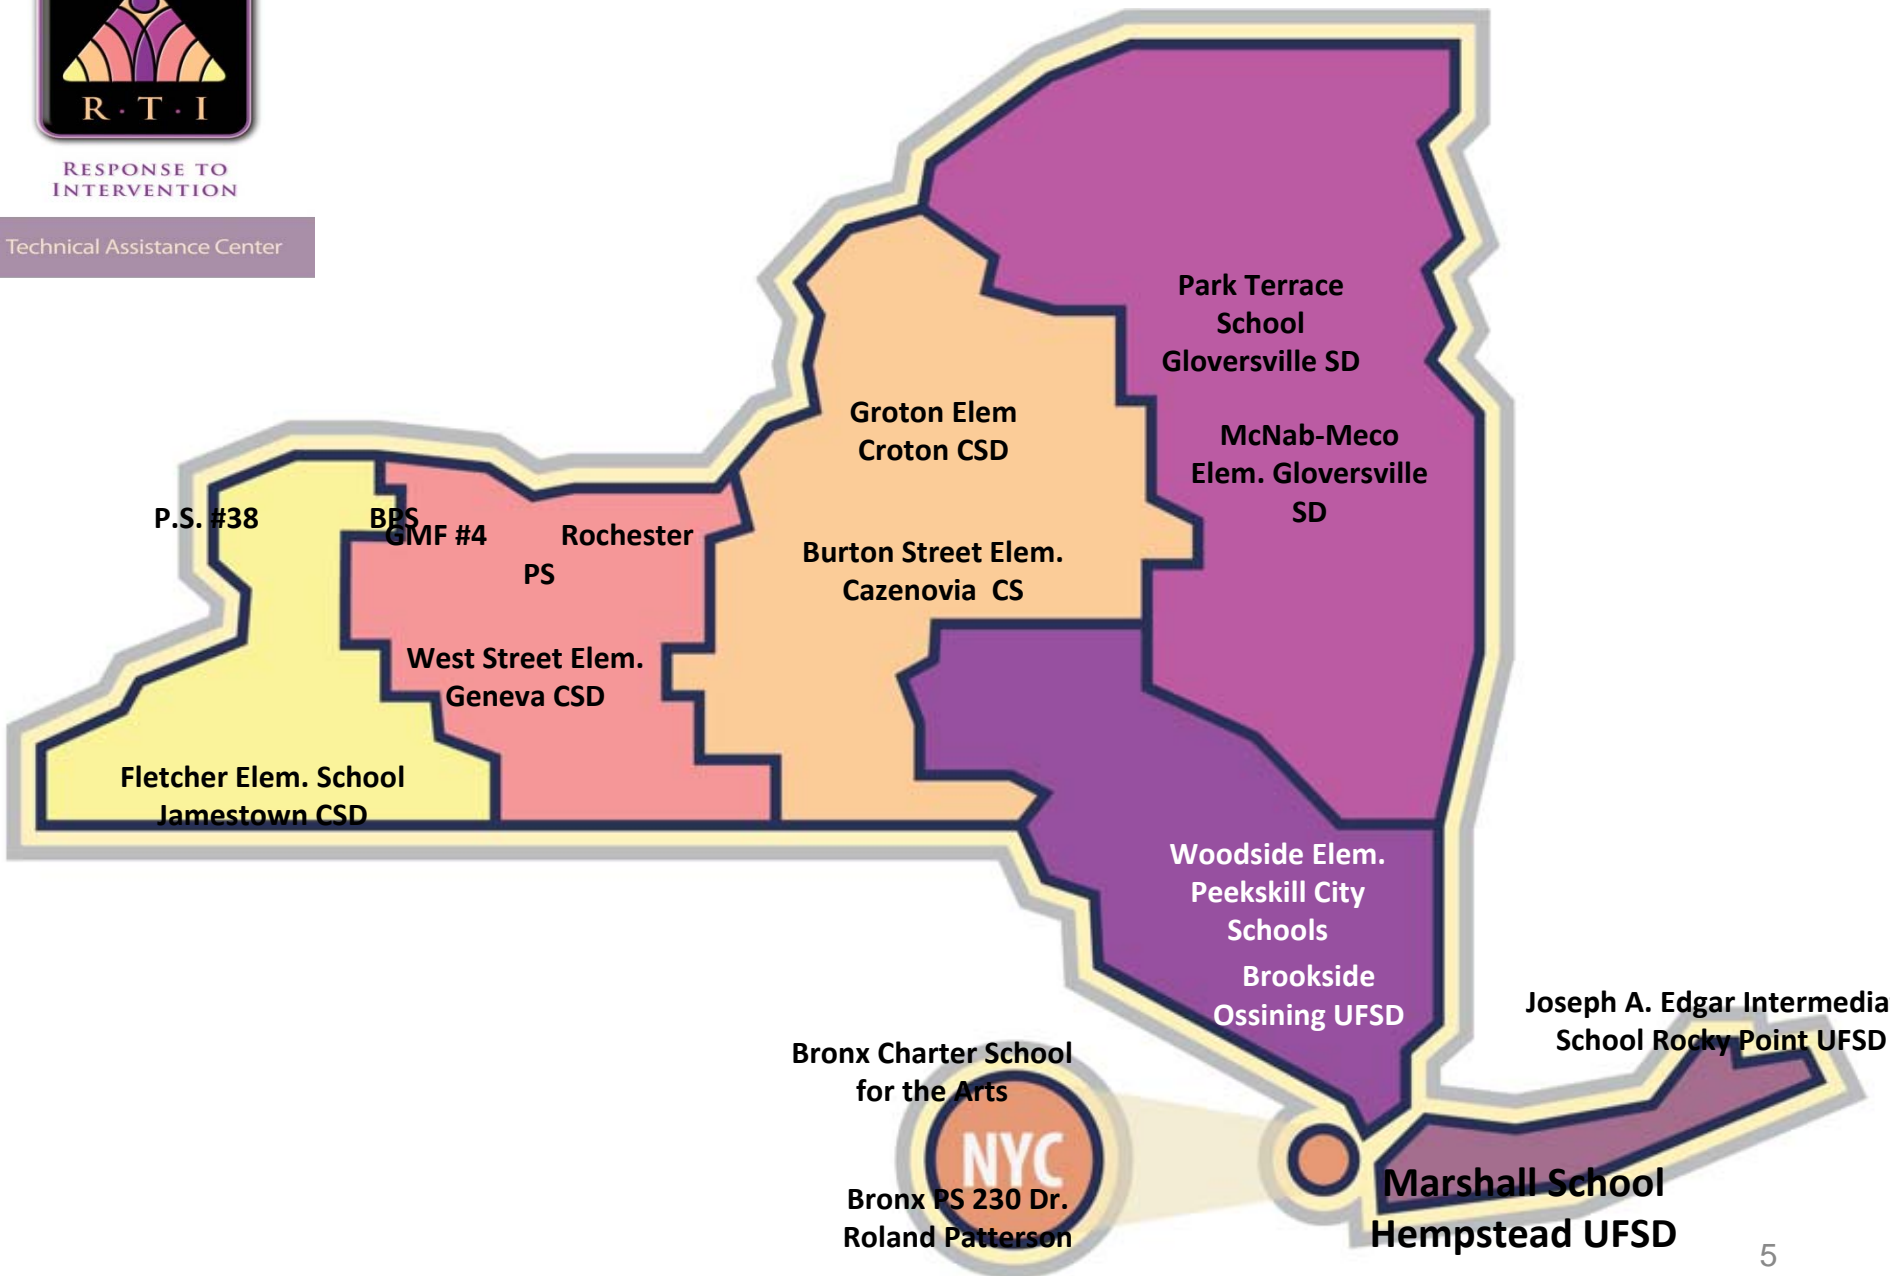 R · T · I
RESPONSE TO
INTERVENTION
Technical Assistance Center
Park Terrace
School
Gloversville SD
McNab-Meco
Elem. Gloversville
SD
Groton Elem
Croton CSD
Burton Street Elem.
Cazenovia CS
P.S. #38 BPS
GMF #4 Rochester
PS
West Street Elem.
Geneva CSD
Fletcher Elem. School
Jamestown CSD
Woodside Elem.
Peekskill City
Schools
Brookside
Ossining UFSD
Joseph A. Edgar Intermedia
School Rocky Point UFSD
Bronx Charter School
for the Arts
NYC
Bronx PS 230 Dr.
Roland Patterson
Marshall School
Hempstead UFSD
5